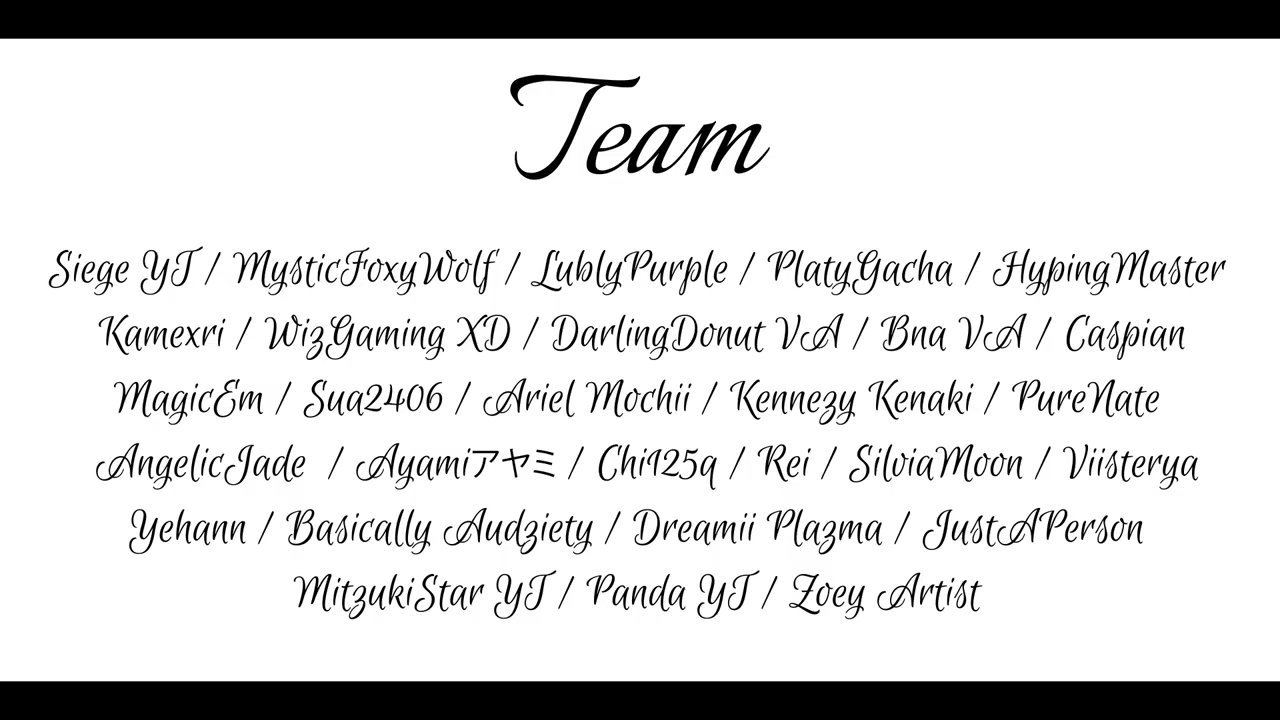 Team
Siege YT / MysticFoxyWolf / LublyPurple / PlatyGacha / HypingMaster
Kamexri / WizGaming XD / DarlingDonut VA / Bna VA / Caspian
MagicEm / Sua2406 / Ariel Mochii / Kennezy Kenaki / PureNate
AngelicJade / Ayamiアヤミ / Chi125q / Rei / SilviaMoon / Viisterya
Yehann / Basically Audziety / Dreamii Plazma / JustAPerson
MitzukiStar YT / Panda YT / Zoey Artist